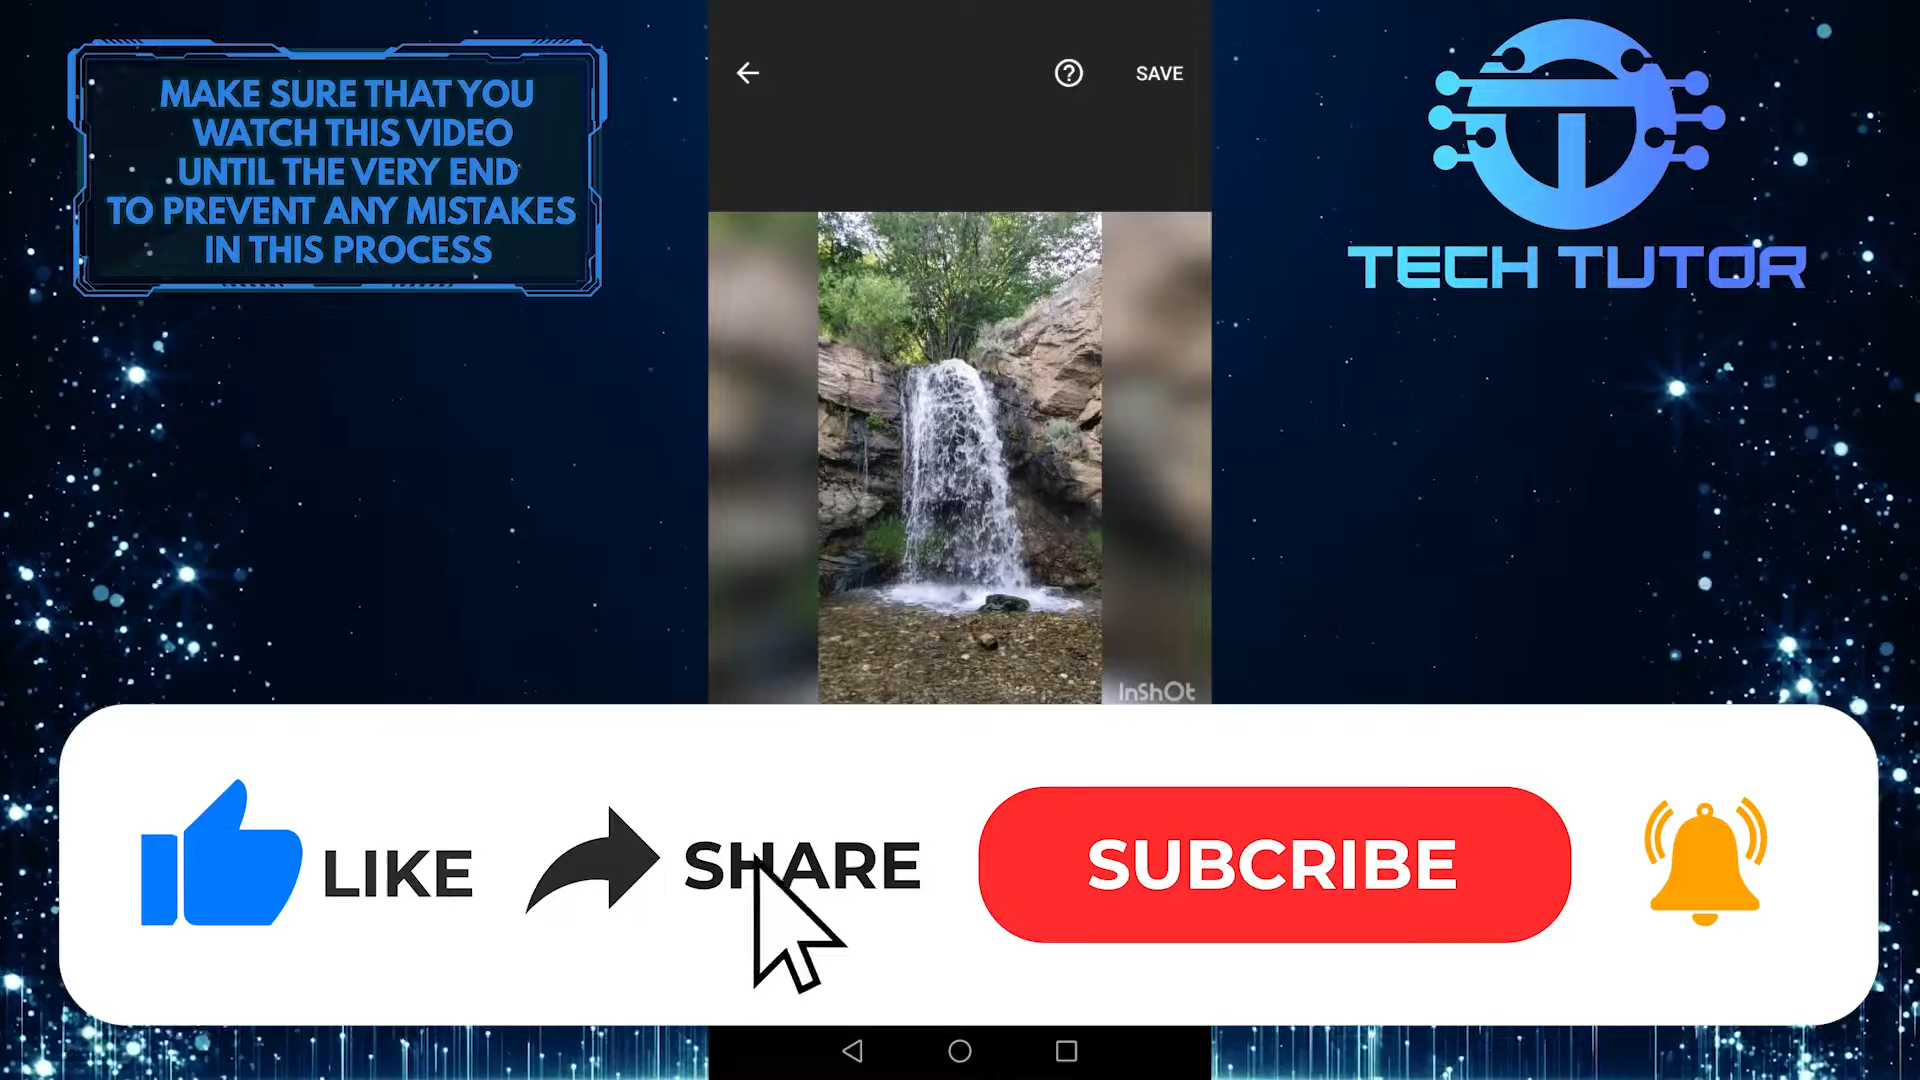 MAKE SURE THAT YOU
WATCH THIS VIDEO
UNTIL THE VERY END
TO PREVENT ANY MISTAKES
IN THIS PROCESS
SAVE
TECH TUTOR
InShOt
LIKE
SHARE
SUBCRIBE